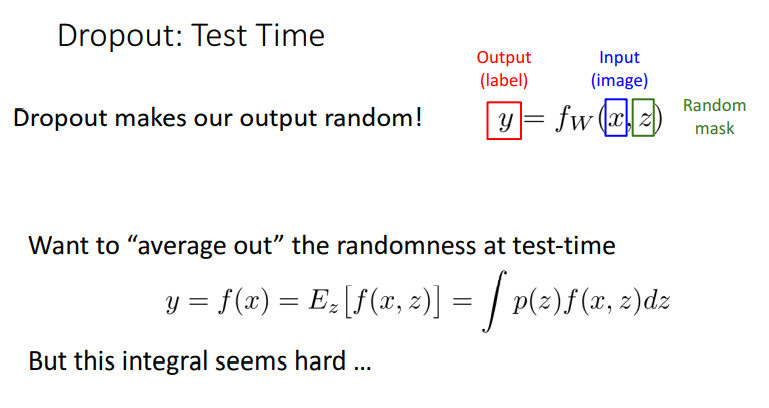 Dropout: Test Time
Output
(label)
Input
(image)
Dropout makes our output random!
y = f_W(x, z)
Random
mask
Want to “average out” the randomness at test-time
y = f(x) = E_z[f(x, z)] = ∫ p(z)f(x, z)dz
But this integral seems hard ...